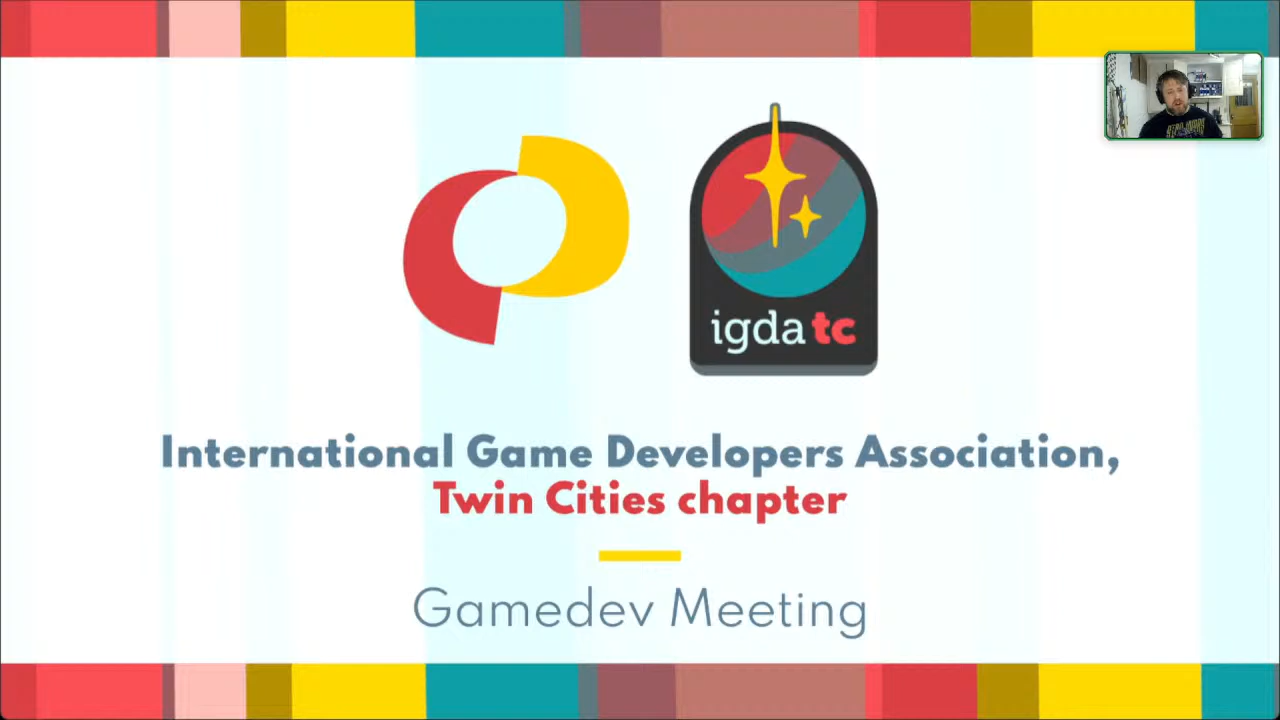 igda tc
International Game Developers Association,
Twin Cities chapter
Gamedev Meeting